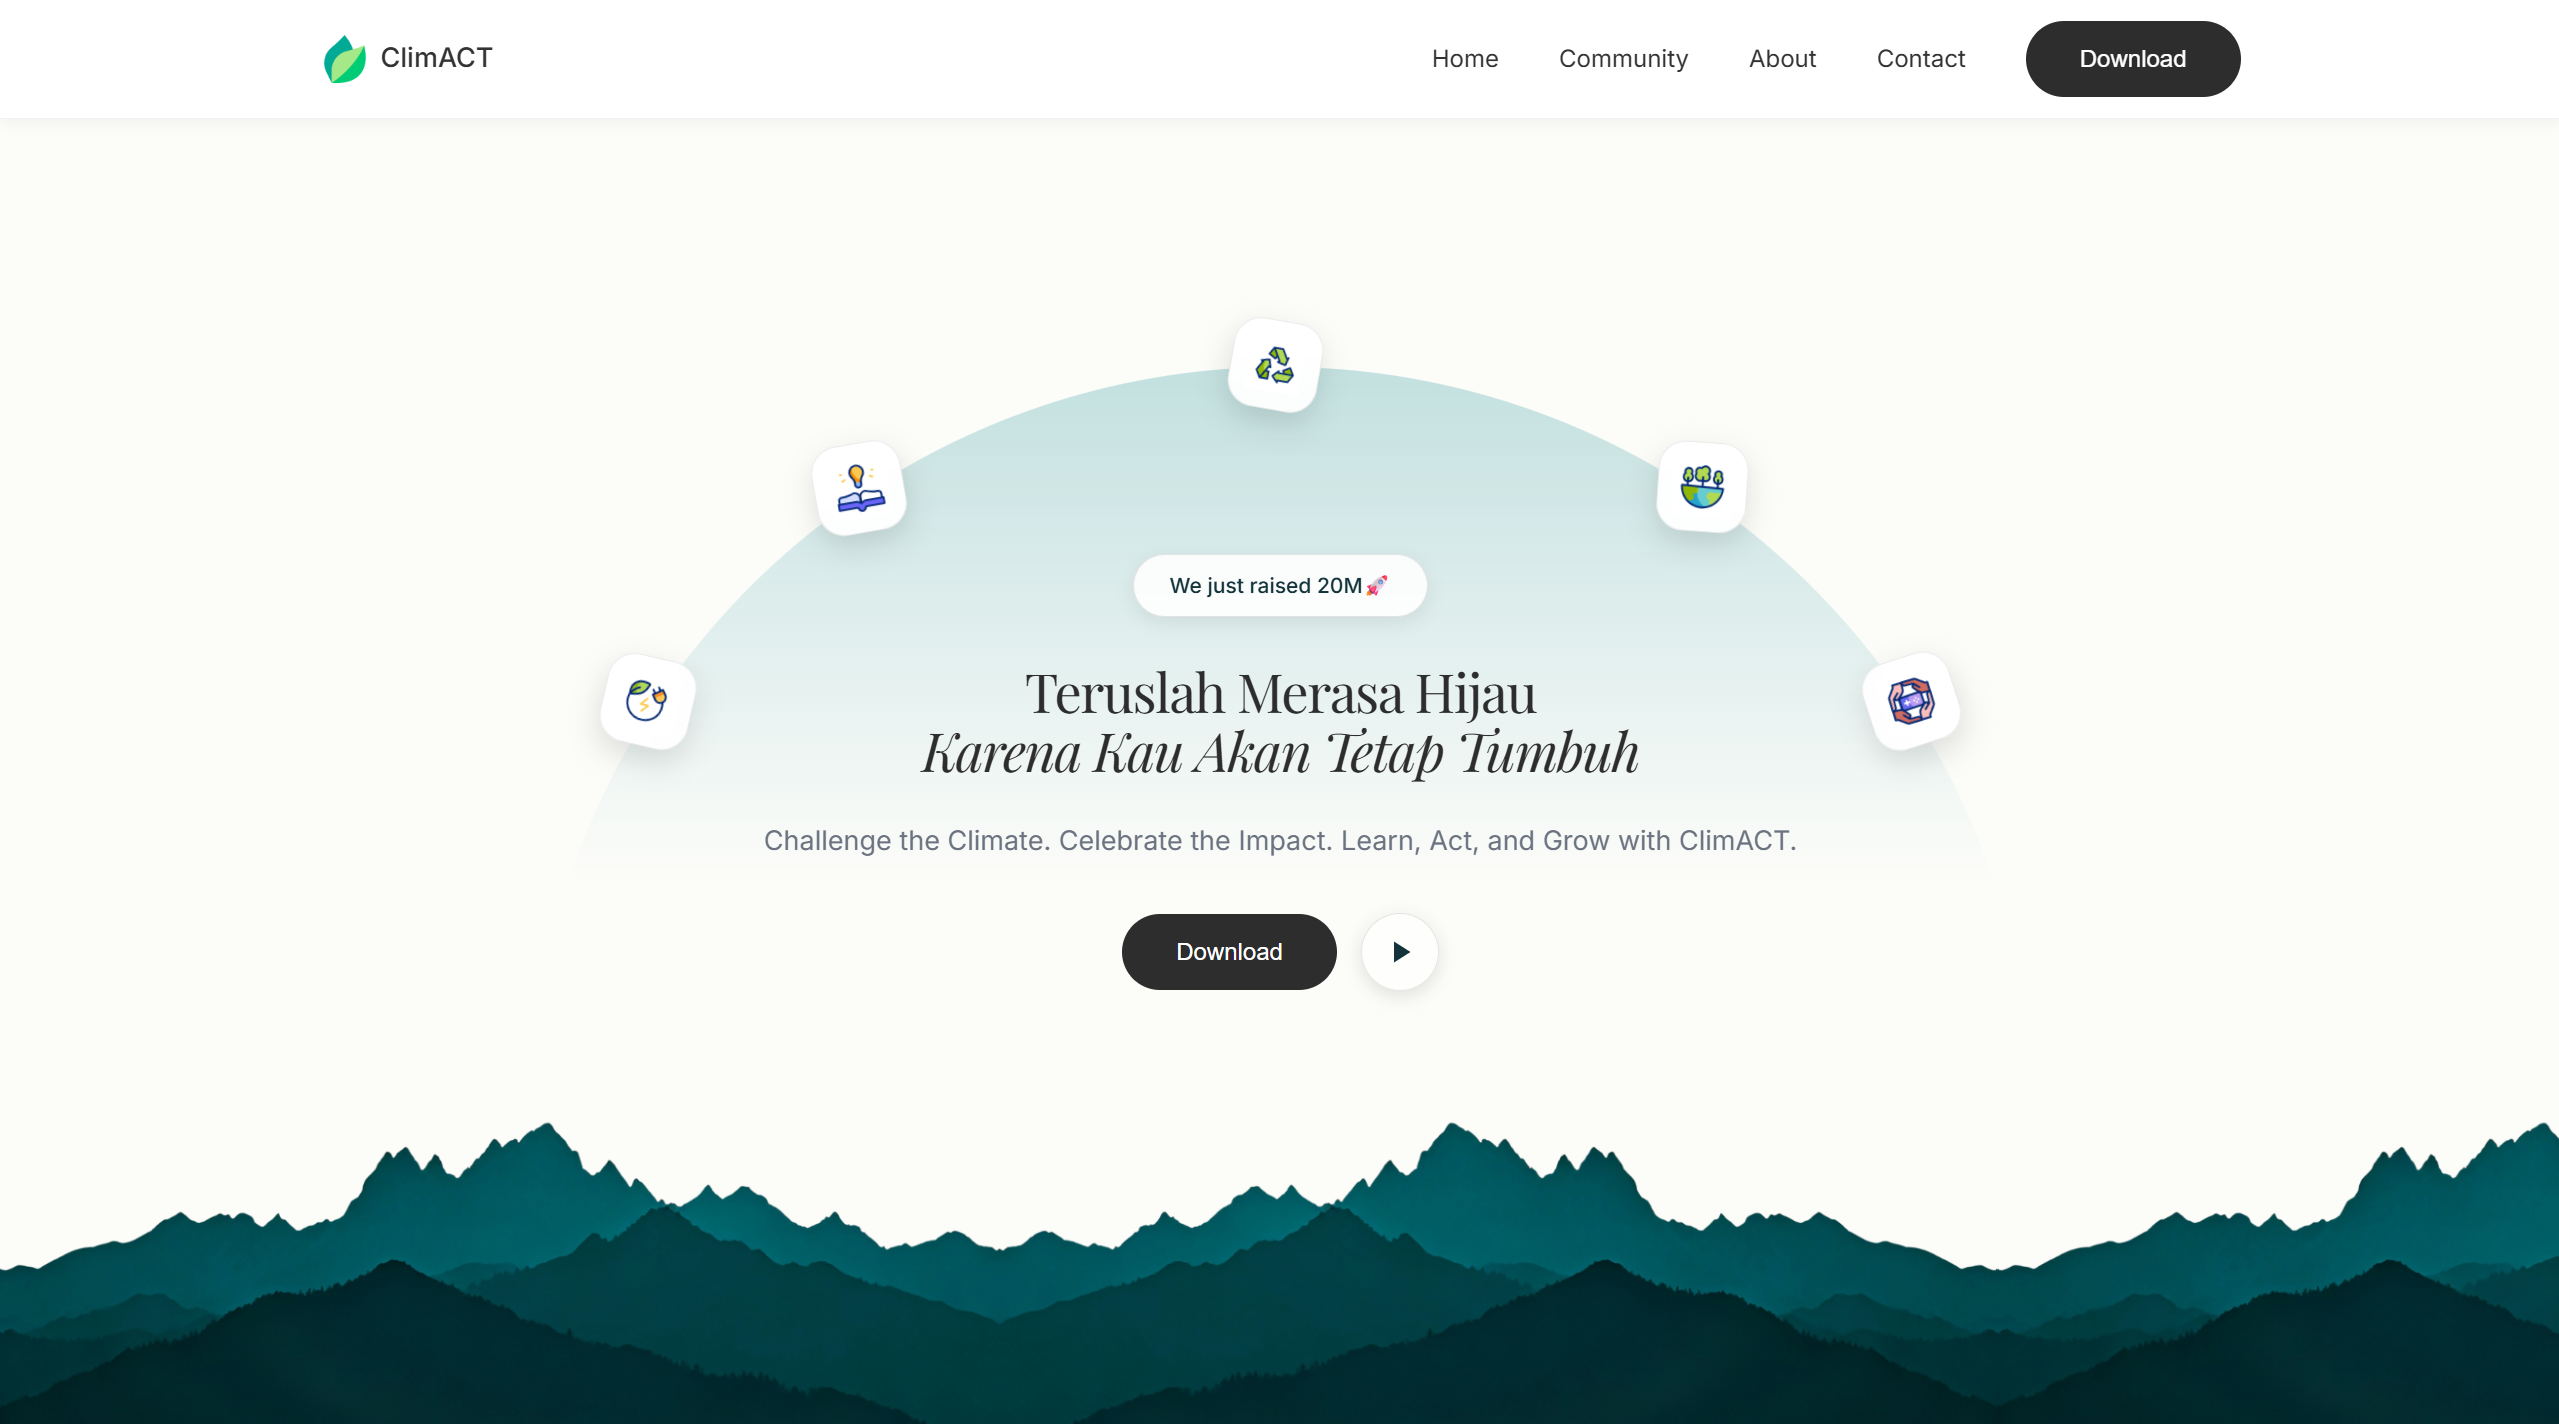 ClimACT
Home
Community
About
Contact
Download
We just raised 20M🚀
Teruslah Merasa Hijau
Karena Kau Akan Tetap Tumbuh
Challenge the Climate. Celebrate the Impact. Learn, Act, and Grow with ClimACT.
Download